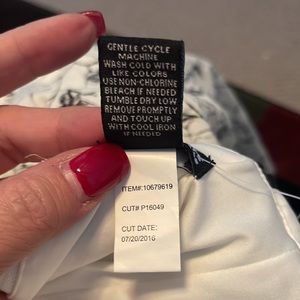 GENTLE CYCLE
MACHINE
WASH COLD WITH
LIKE COLORS
USE NON-CHLORINE
BLEACH IF NEEDED
TUMBLE DRY LOW
REMOVE PROMPTLY
AND TOUCH UP
WITH COOL IRON
IF NEEDED
ITEM#:10679619
CUT# P16049
CUT DATE:
07/20/2016